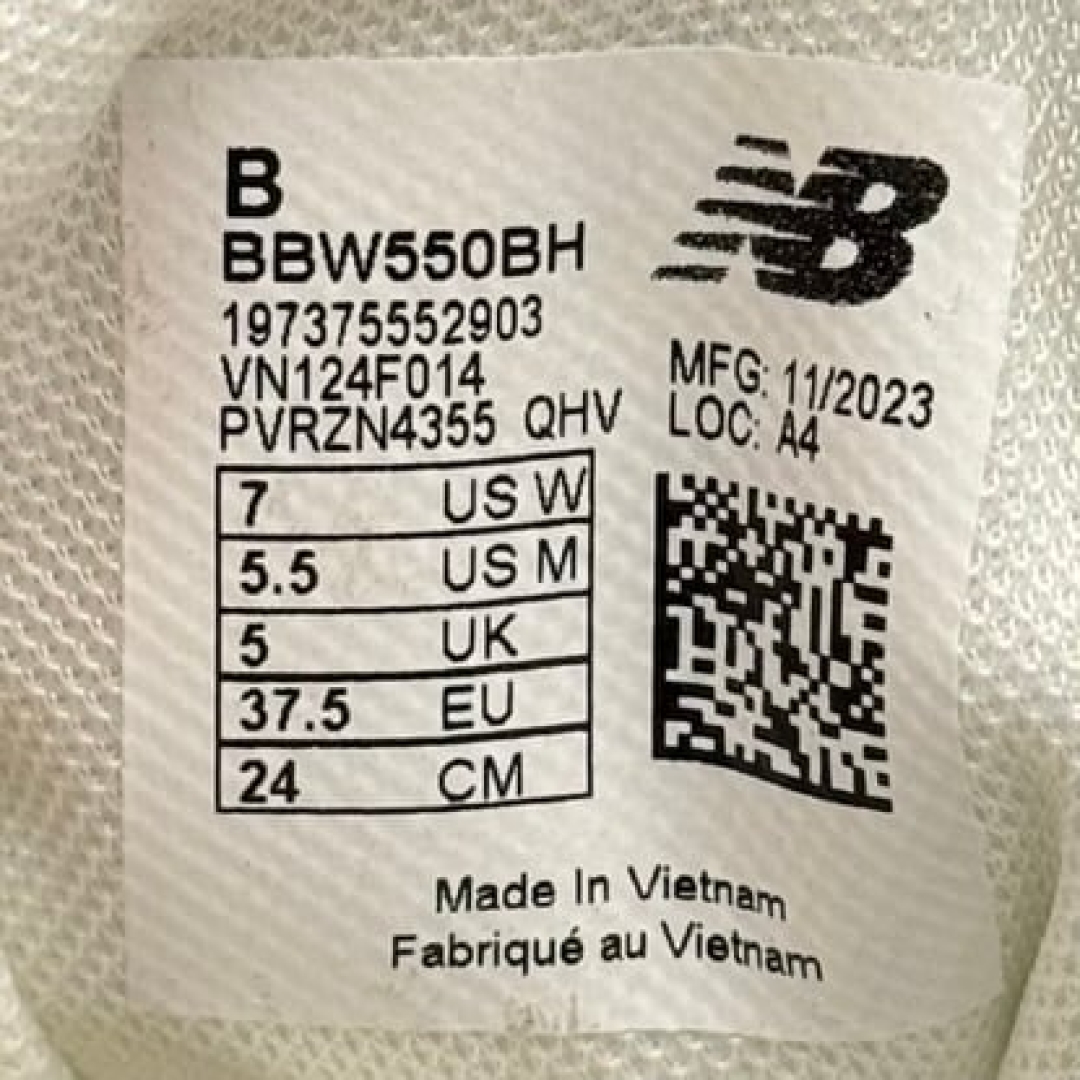 B
BBW550BH
197375552903
VN124F014
PVRZN4355 QHV
NB
MFG: 11/2023
LOC: A4
7 US W
5.5 US M
5 UK
37.5 EU
24 CM
Made In Vietnam
Fabriqué au Vietnam